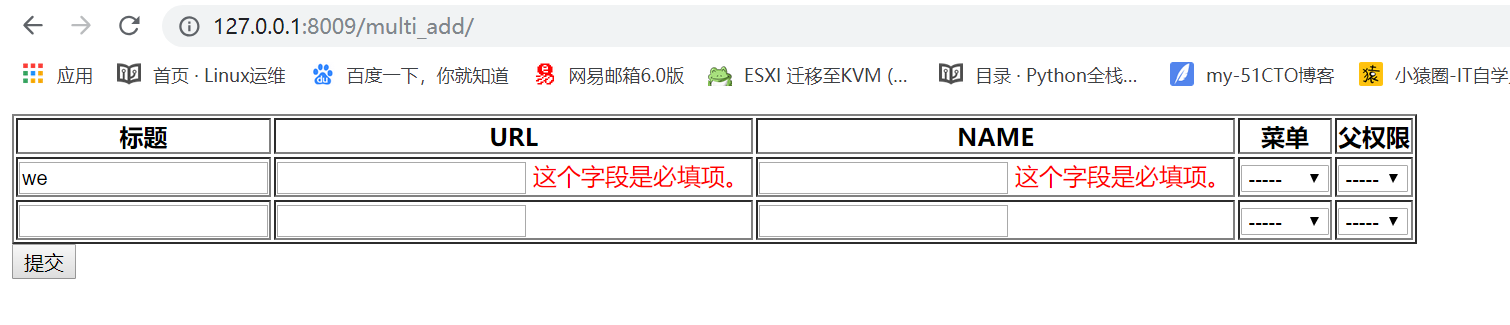 127.0.0.1:8009/multi_add/
应用 首页 · Linux运维 百度一下，你就知道 网易邮箱6.0版 ESXI 迁移至KVM (... 目录 · Python全栈... my-51CTO博客 小猿圈-IT自学
标题 URL NAME 菜单 父权限
we 这个字段是必填项。 这个字段是必填项。 ----- -----
----- -----
提交